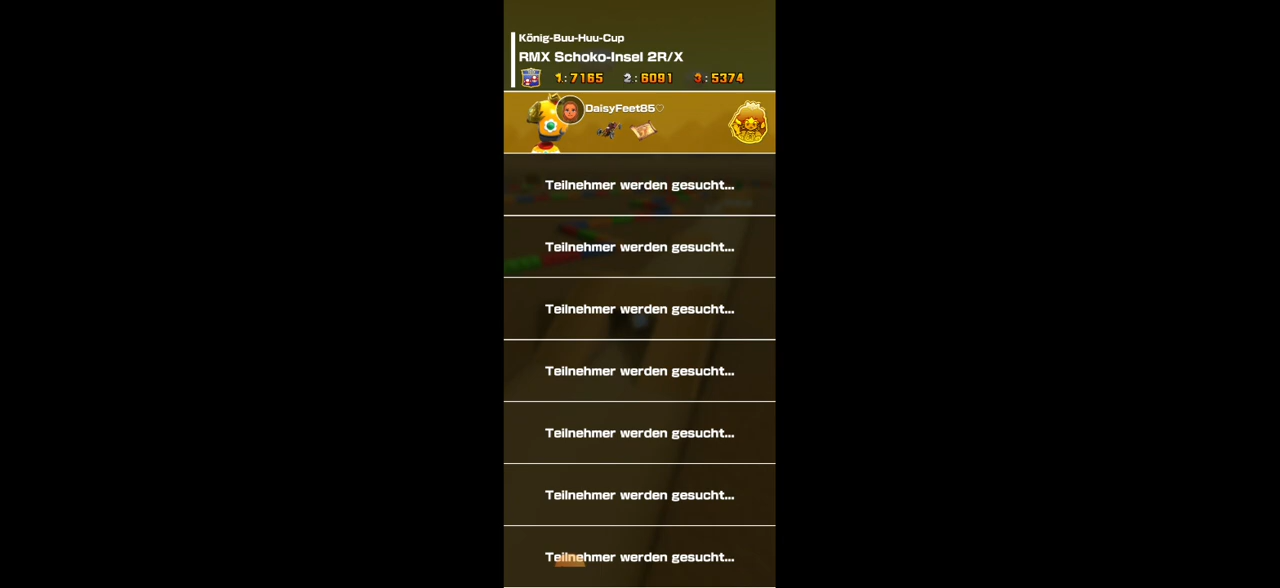 König-Buu-Huu-Cup
RMX Schoko-Insel 2R/X
1.:7165 2.:6091 3.:5374
DaisyFeet85♡
Teilnehmer werden gesucht...
Teilnehmer werden gesucht...
Teilnehmer werden gesucht...
Teilnehmer werden gesucht...
Teilnehmer werden gesucht...
Teilnehmer werden gesucht...
Teilnehmer werden gesucht...